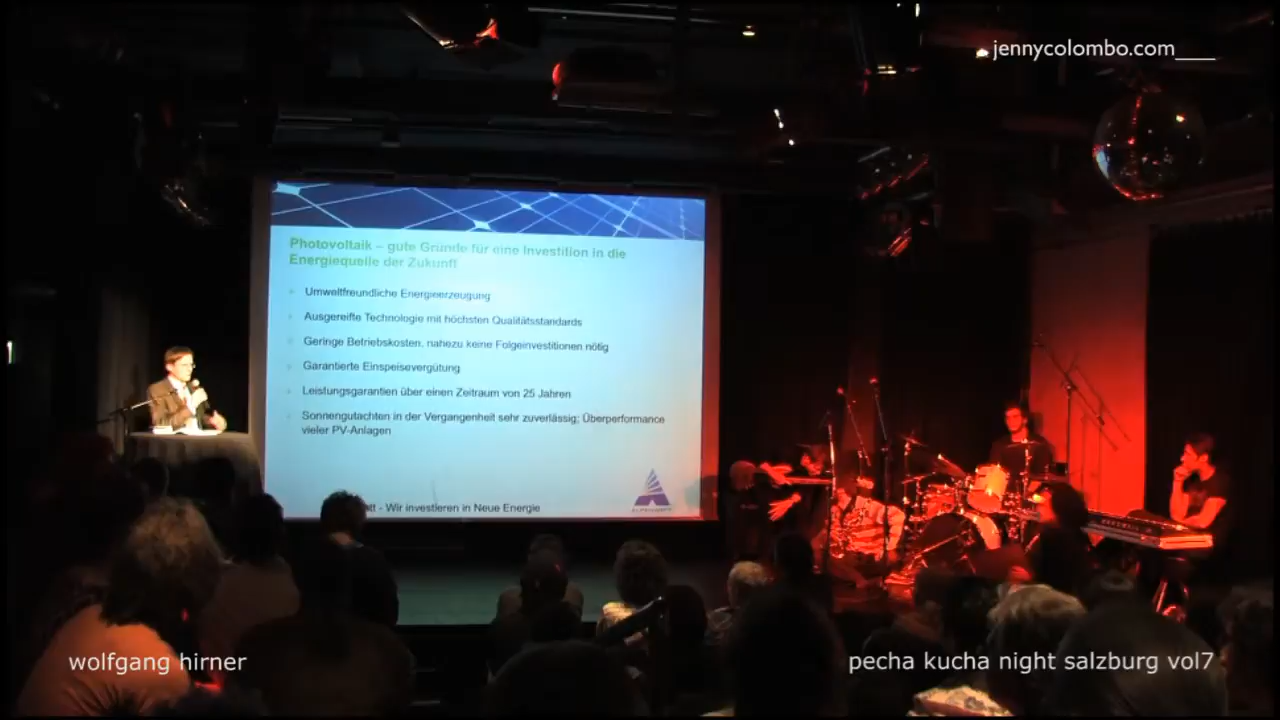 jennycolombo.com___
Photovoltaik – gute Gründe für eine Investition in die
Energiequelle der Zukunft
Umweltfreundliche Energieerzeugung
Ausgereifte Technologie mit höchsten Qualitätsstandards
Geringe Betriebskosten, nahezu keine Folgeinvestitionen nötig
Garantierte Einspeisevergütung
Leistungsgarantien über einen Zeitraum von 25 Jahren
Sonnengutachten in der Vergangenheit sehr zuverlässig; Überperformance
vieler PV-Anlagen
- Wir investieren in Neue Energie
wolfgang hirner
pecha kucha night salzburg vol7